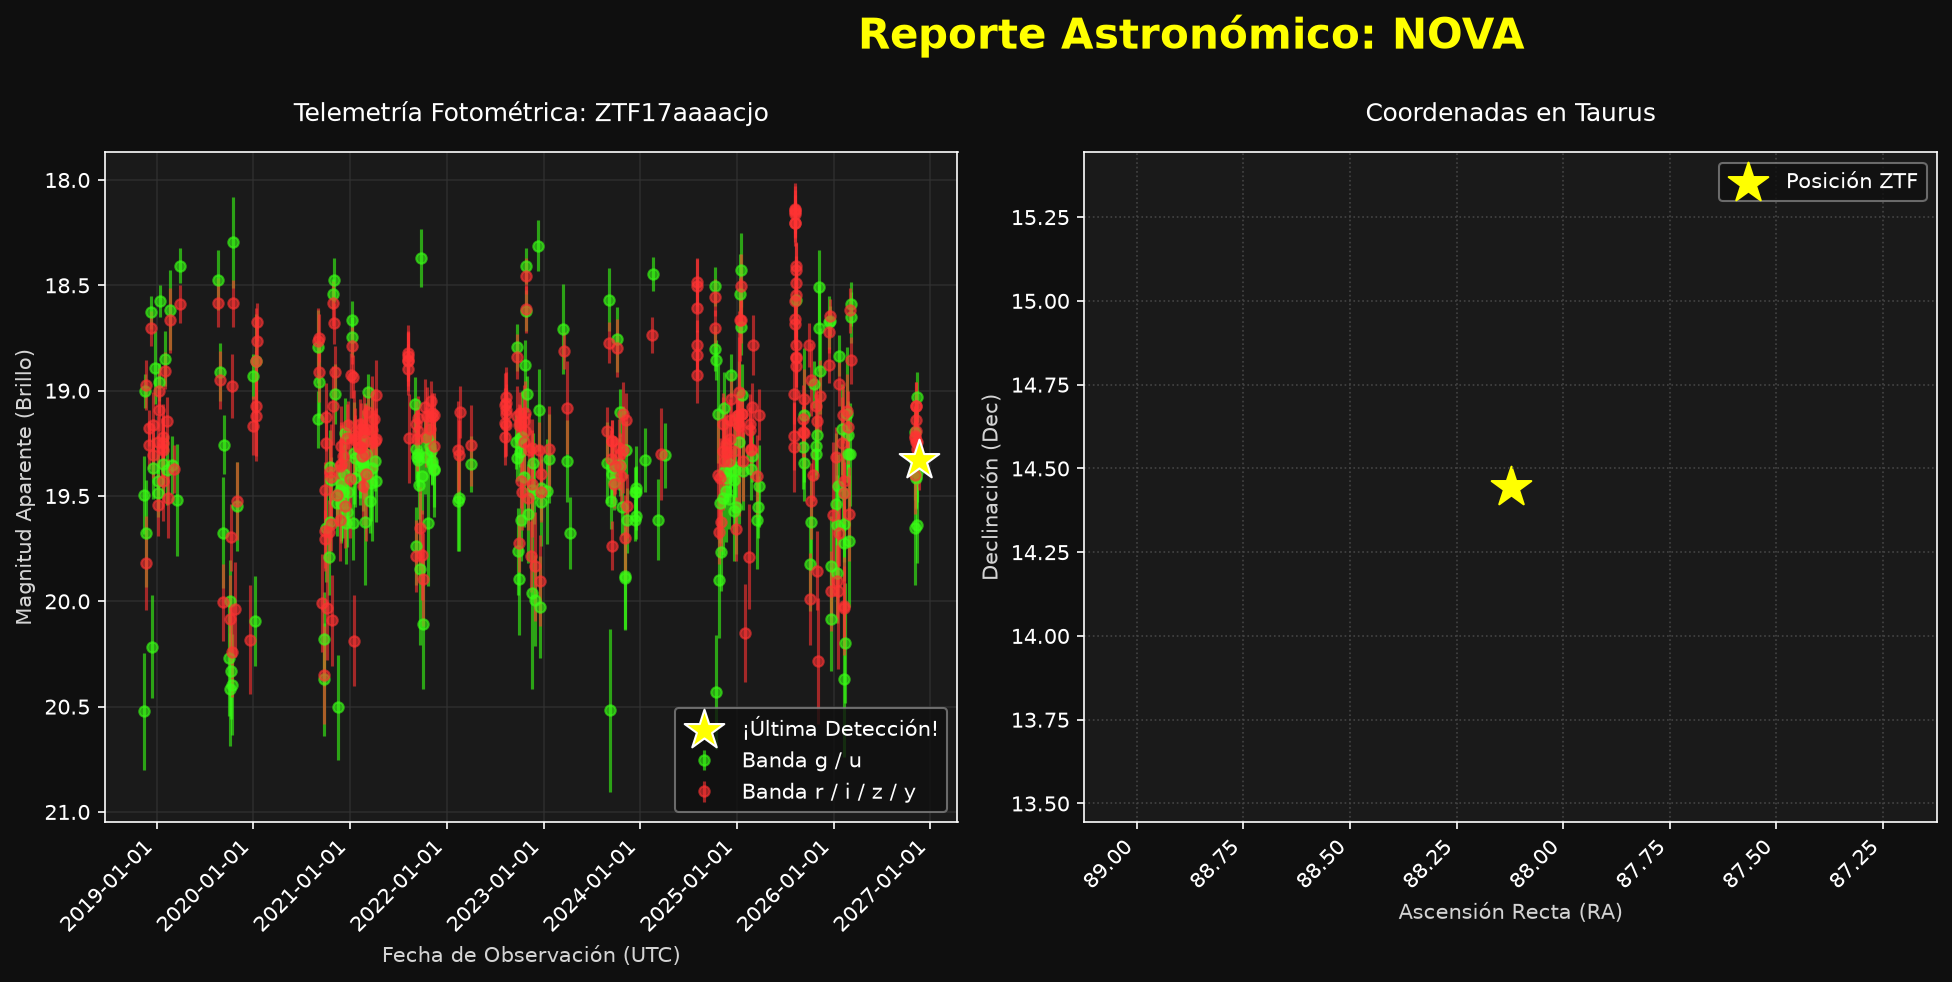 Reporte Astronómico: NOVA
Telemetría Fotométrica: ZTF17aaaacjo
Magnitud Aparente (Brillo)
18.0
18.5
19.0
19.5
20.0
20.5
21.0
¡Última Detección!
Banda g / u
Banda r / i / z / y
2019-01-01
2020-01-01
2021-01-01
2022-01-01
2023-01-01
2024-01-01
2025-01-01
2026-01-01
2027-01-01
Fecha de Observación (UTC)
Coordenadas en Taurus
Posición ZTF
Declinación (Dec)
15.25
15.00
14.75
14.50
14.25
14.00
13.75
13.50
89.00
88.75
88.50
88.25
88.00
87.75
87.50
87.25
Ascensión Recta (RA)